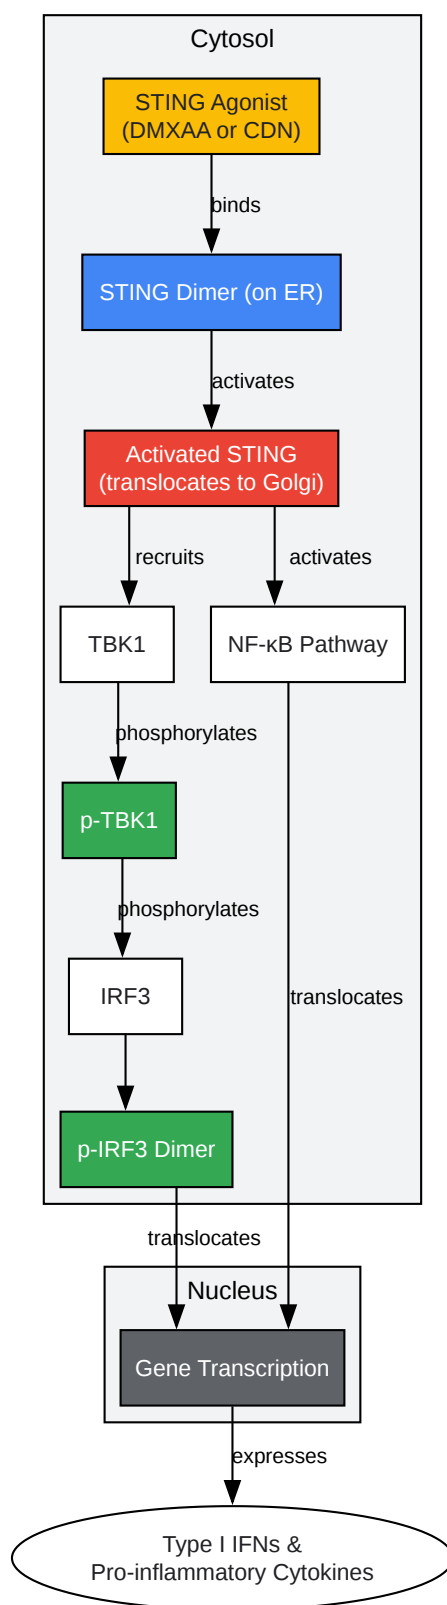 Cytosol
STING Agonist
(DMXAA or CDN)
binds
STING Dimer (on ER)
activates
Activated STING
(translocates to Golgi)
recruits
activates
TBK1
NF-κB Pathway
phosphorylates
p-TBK1
phosphorylates
IRF3
translocates
p-IRF3 Dimer
translocates
Nucleus
Gene Transcription
expresses
Type I IFNs &
Pro-inflammatory Cytokines